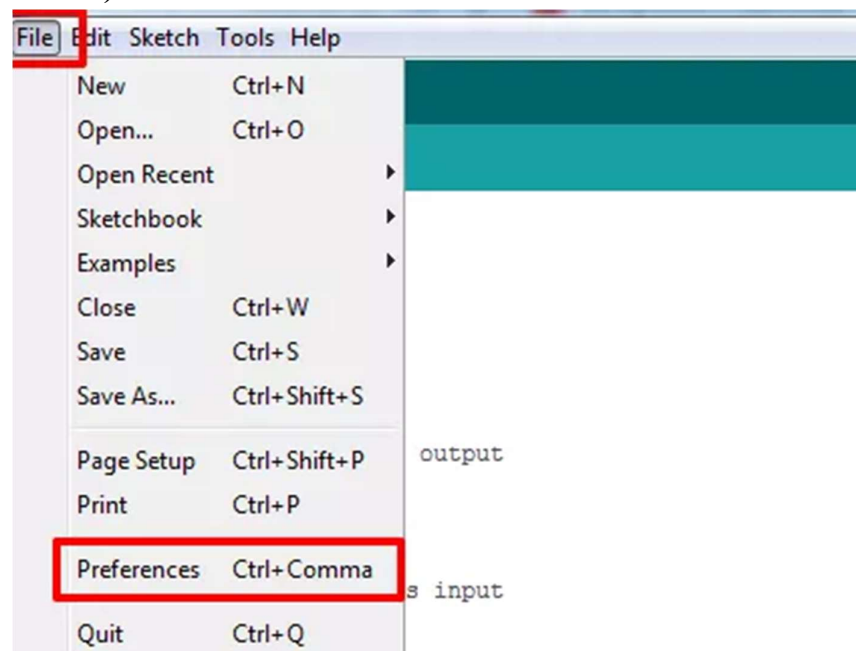 File Edit Sketch Tools Help
New Ctrl+N
Open... Ctrl+O
Open Recent
Sketchbook
Examples
Close Ctrl+W
Save Ctrl+S
Save As... Ctrl+Shift+S
Page Setup Ctrl+Shift+P
output
Print Ctrl+P
Preferences Ctrl+Comma
s input
Quit Ctrl+Q